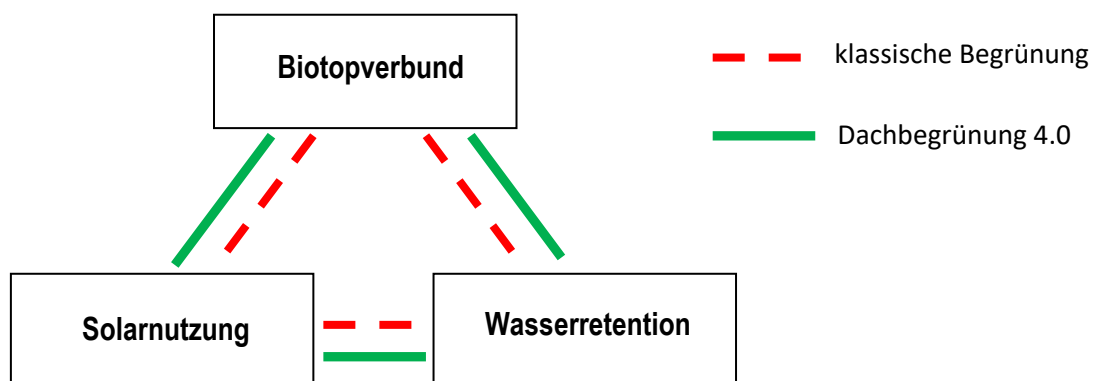 Biotopverbund
klassische Begrünung
Dachbegrünung 4.0
Solarnutzung
Wasserretention